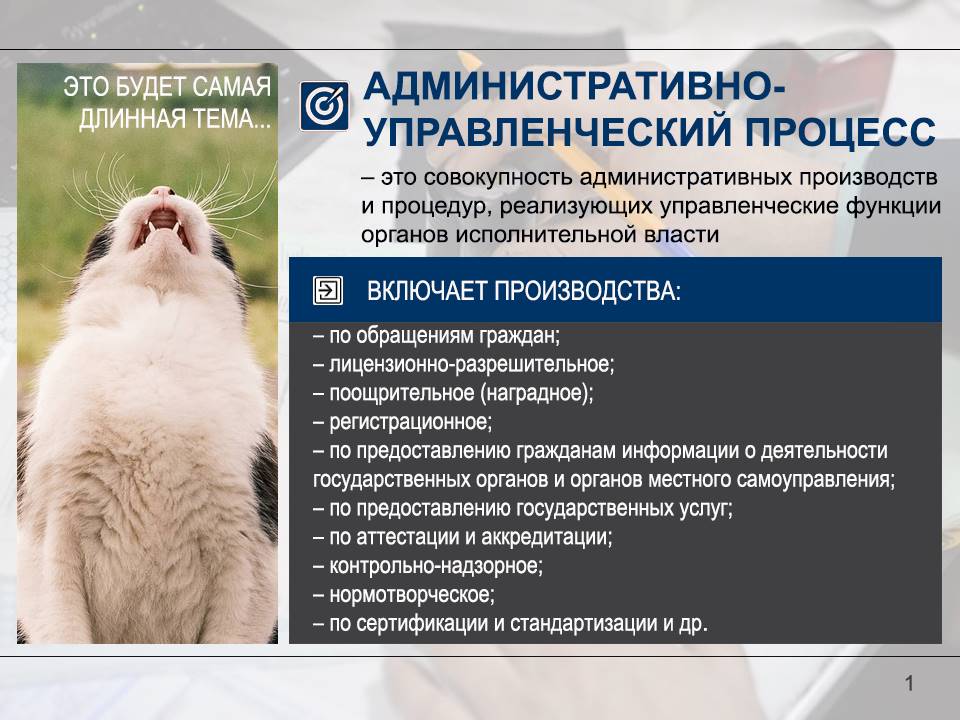 ЭТО БУДЕТ САМАЯ
ДЛИННАЯ ТЕМА...
АДМИНИСТРАТИВНО-
УПРАВЛЕНЧЕСКИЙ ПРОЦЕСС
– это совокупность административных производств
и процедур, реализующих управленческие функции
органов исполнительной власти
ВКЛЮЧАЕТ ПРОИЗВОДСТВА:
– по обращениям граждан;
– лицензионно-разрешительное;
– поощрительное (наградное);
– регистрационное;
– по предоставлению гражданам информации о деятельности
государственных органов и органов местного самоуправления;
– по предоставлению государственных услуг;
– по аттестации и аккредитации;
– контрольно-надзорное;
– нормотворческое;
– по сертификации и стандартизации и др.
1